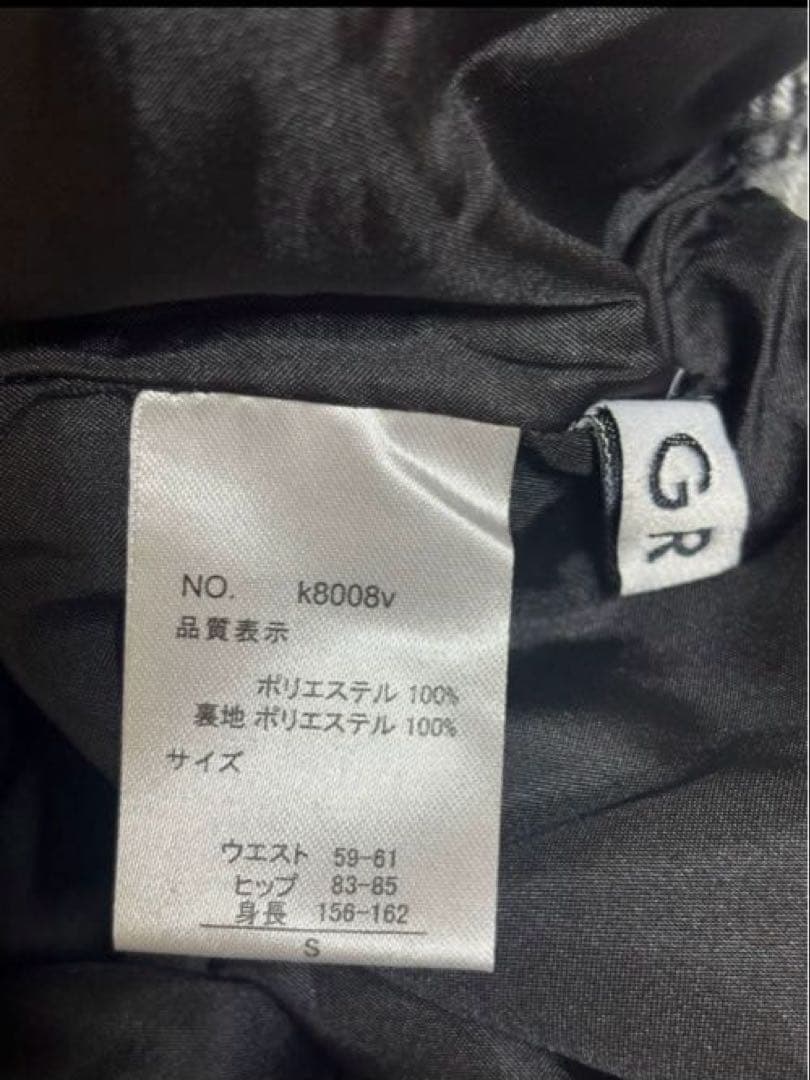 NO. k8008v
品質表示
ポリエステル 100%
裏地 ポリエステル 100%
サイズ
ウエスト 59-61
ヒップ 83-85
身長 156-162
S
GR